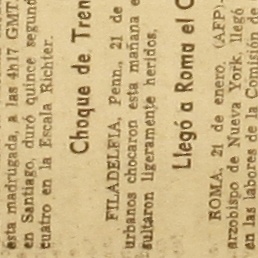 esta madrugada, a las 4h17 GMT.
en Santiago, duró quince segun
cuatro en la Escala Richter.
Choque de Tren
FILADELFIA, Penn., 21 de
urbanos chocaron esta mañana e
sultaron ligeramente heridos,
Llegó a Roma el C
ROMA, 21 de enero. (AFP).
arzobispo de Nueva York, llegó
en las labores de la Comisión de